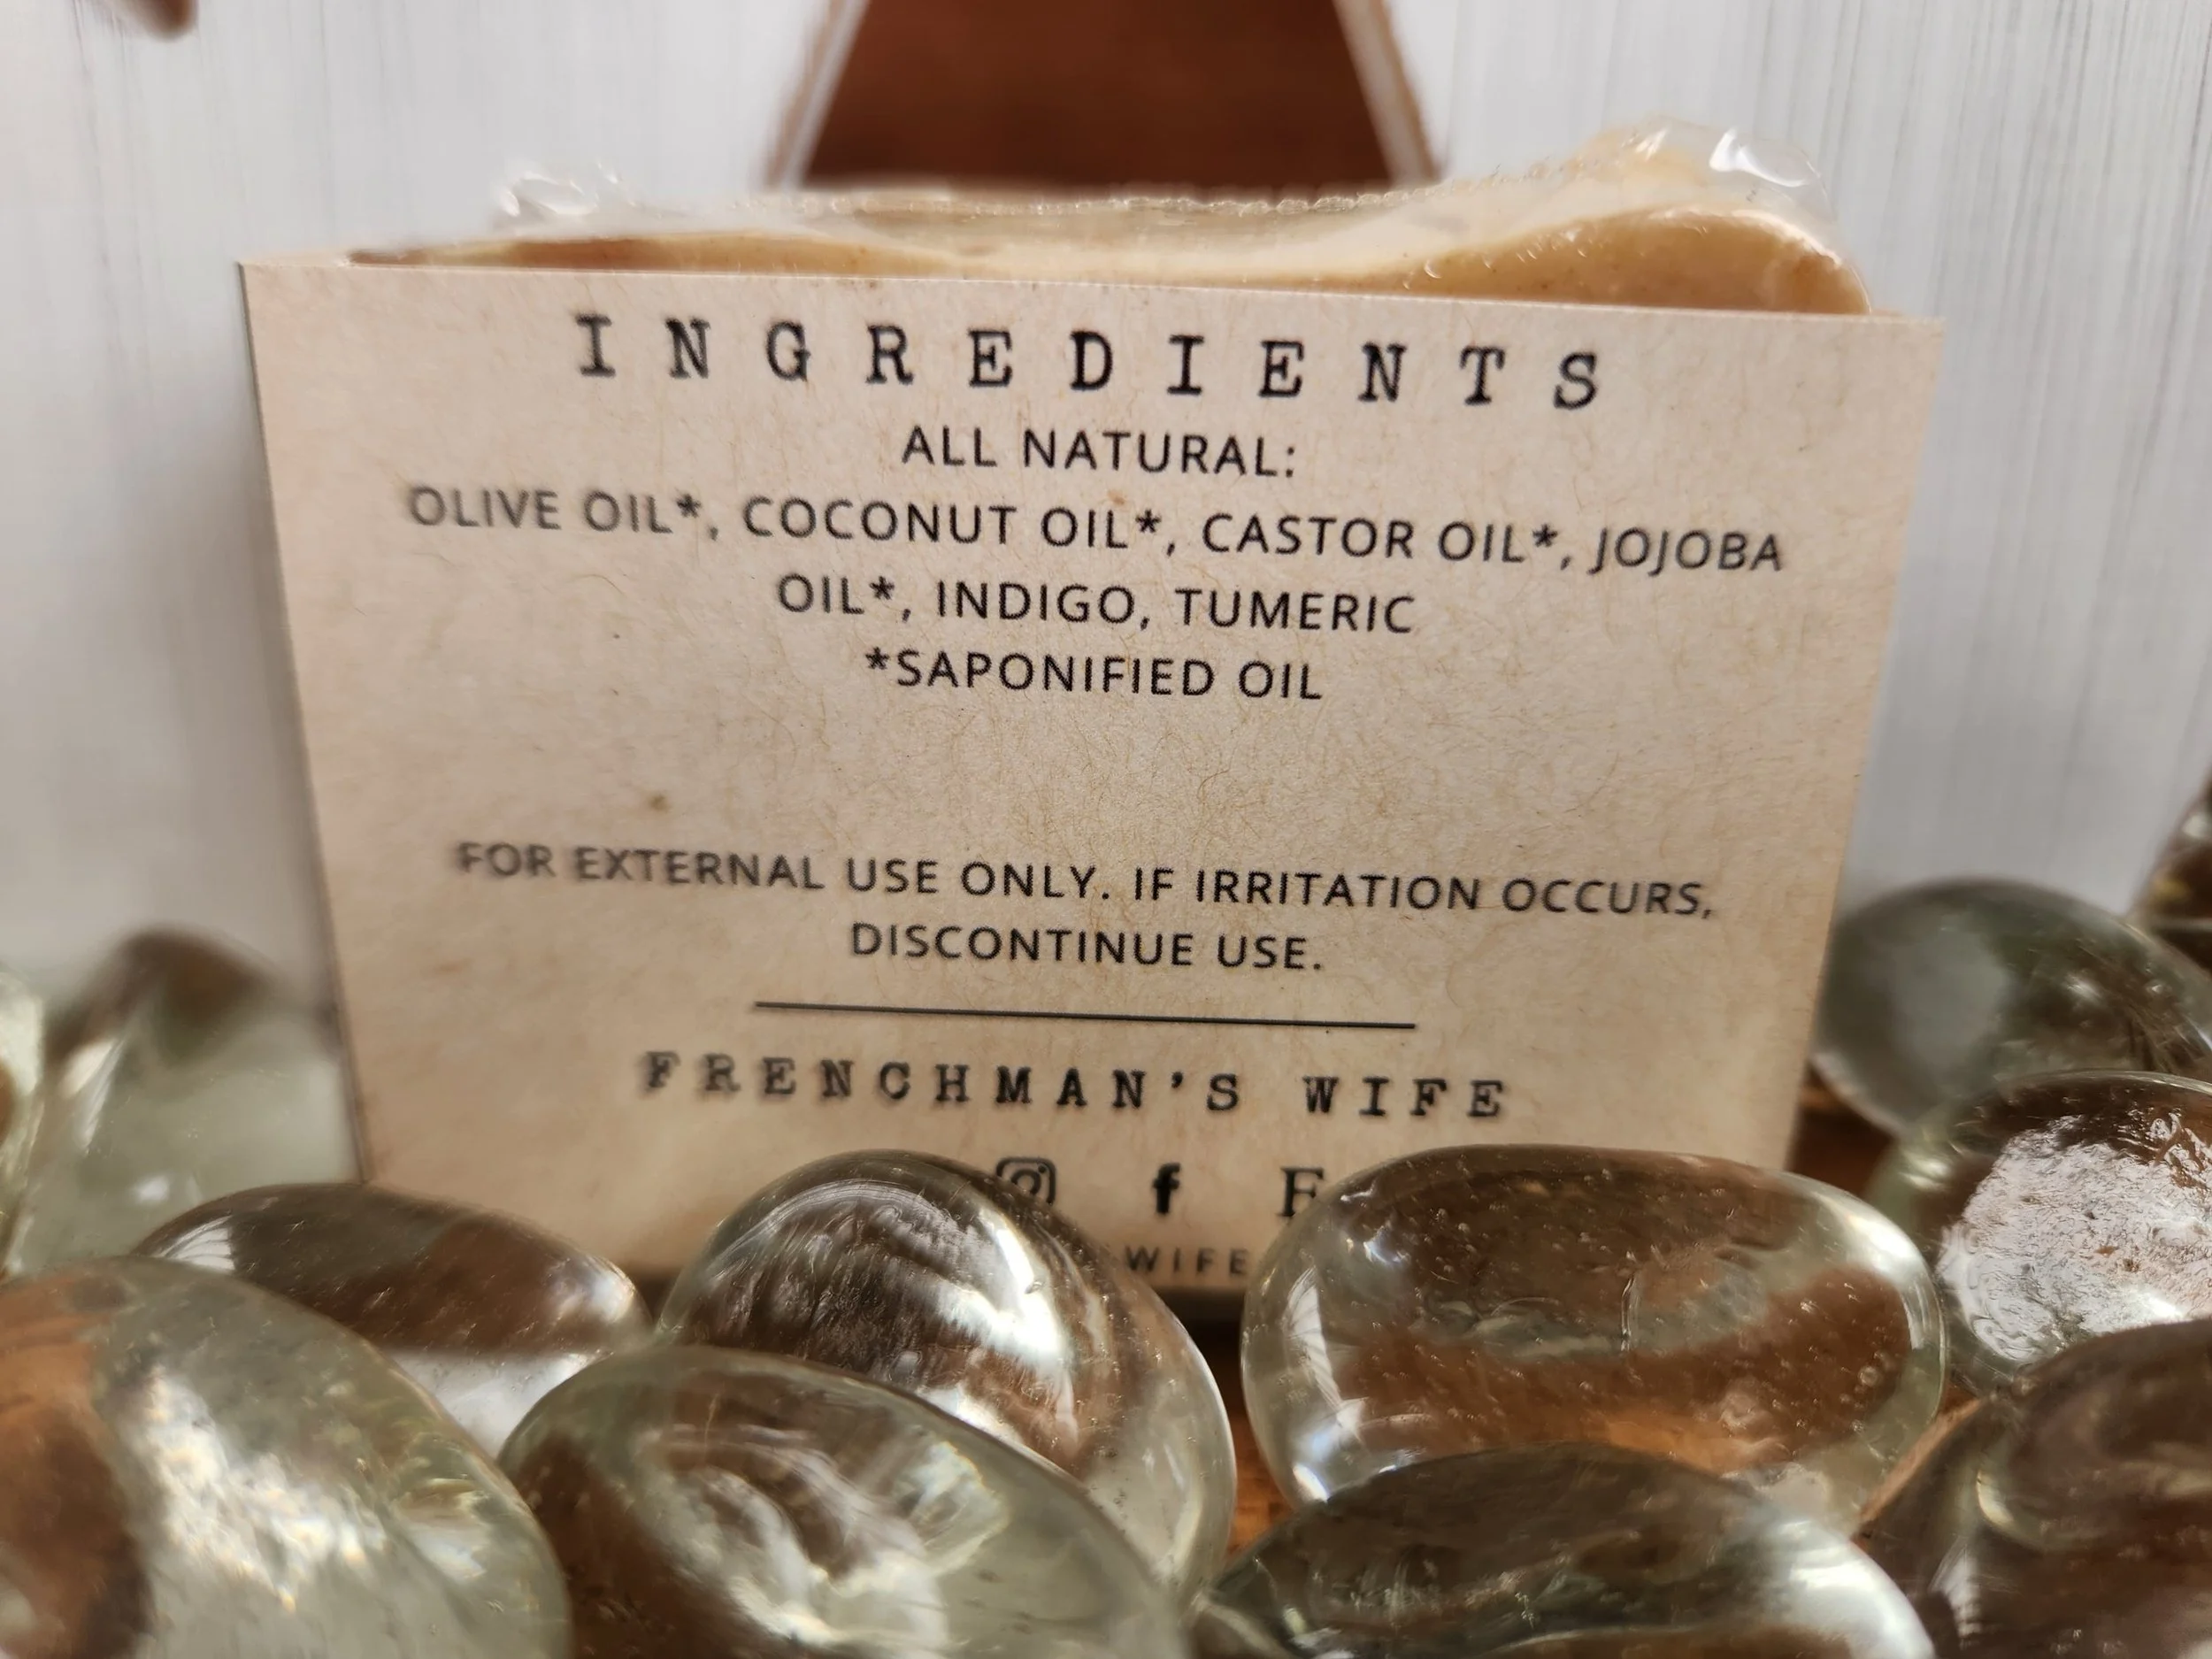 INGREDIENTS
ALL NATURAL:
OLIVE OIL*, COCONUT OIL*, CASTOR OIL*, JOJOBA
OIL*, INDIGO, TUMERIC
*SAPONIFIED OIL
FOR EXTERNAL USE ONLY. IF IRRITATION OCCURS,
DISCONTINUE USE.
FRENCHMAN'S WIFE
f E
WIFE